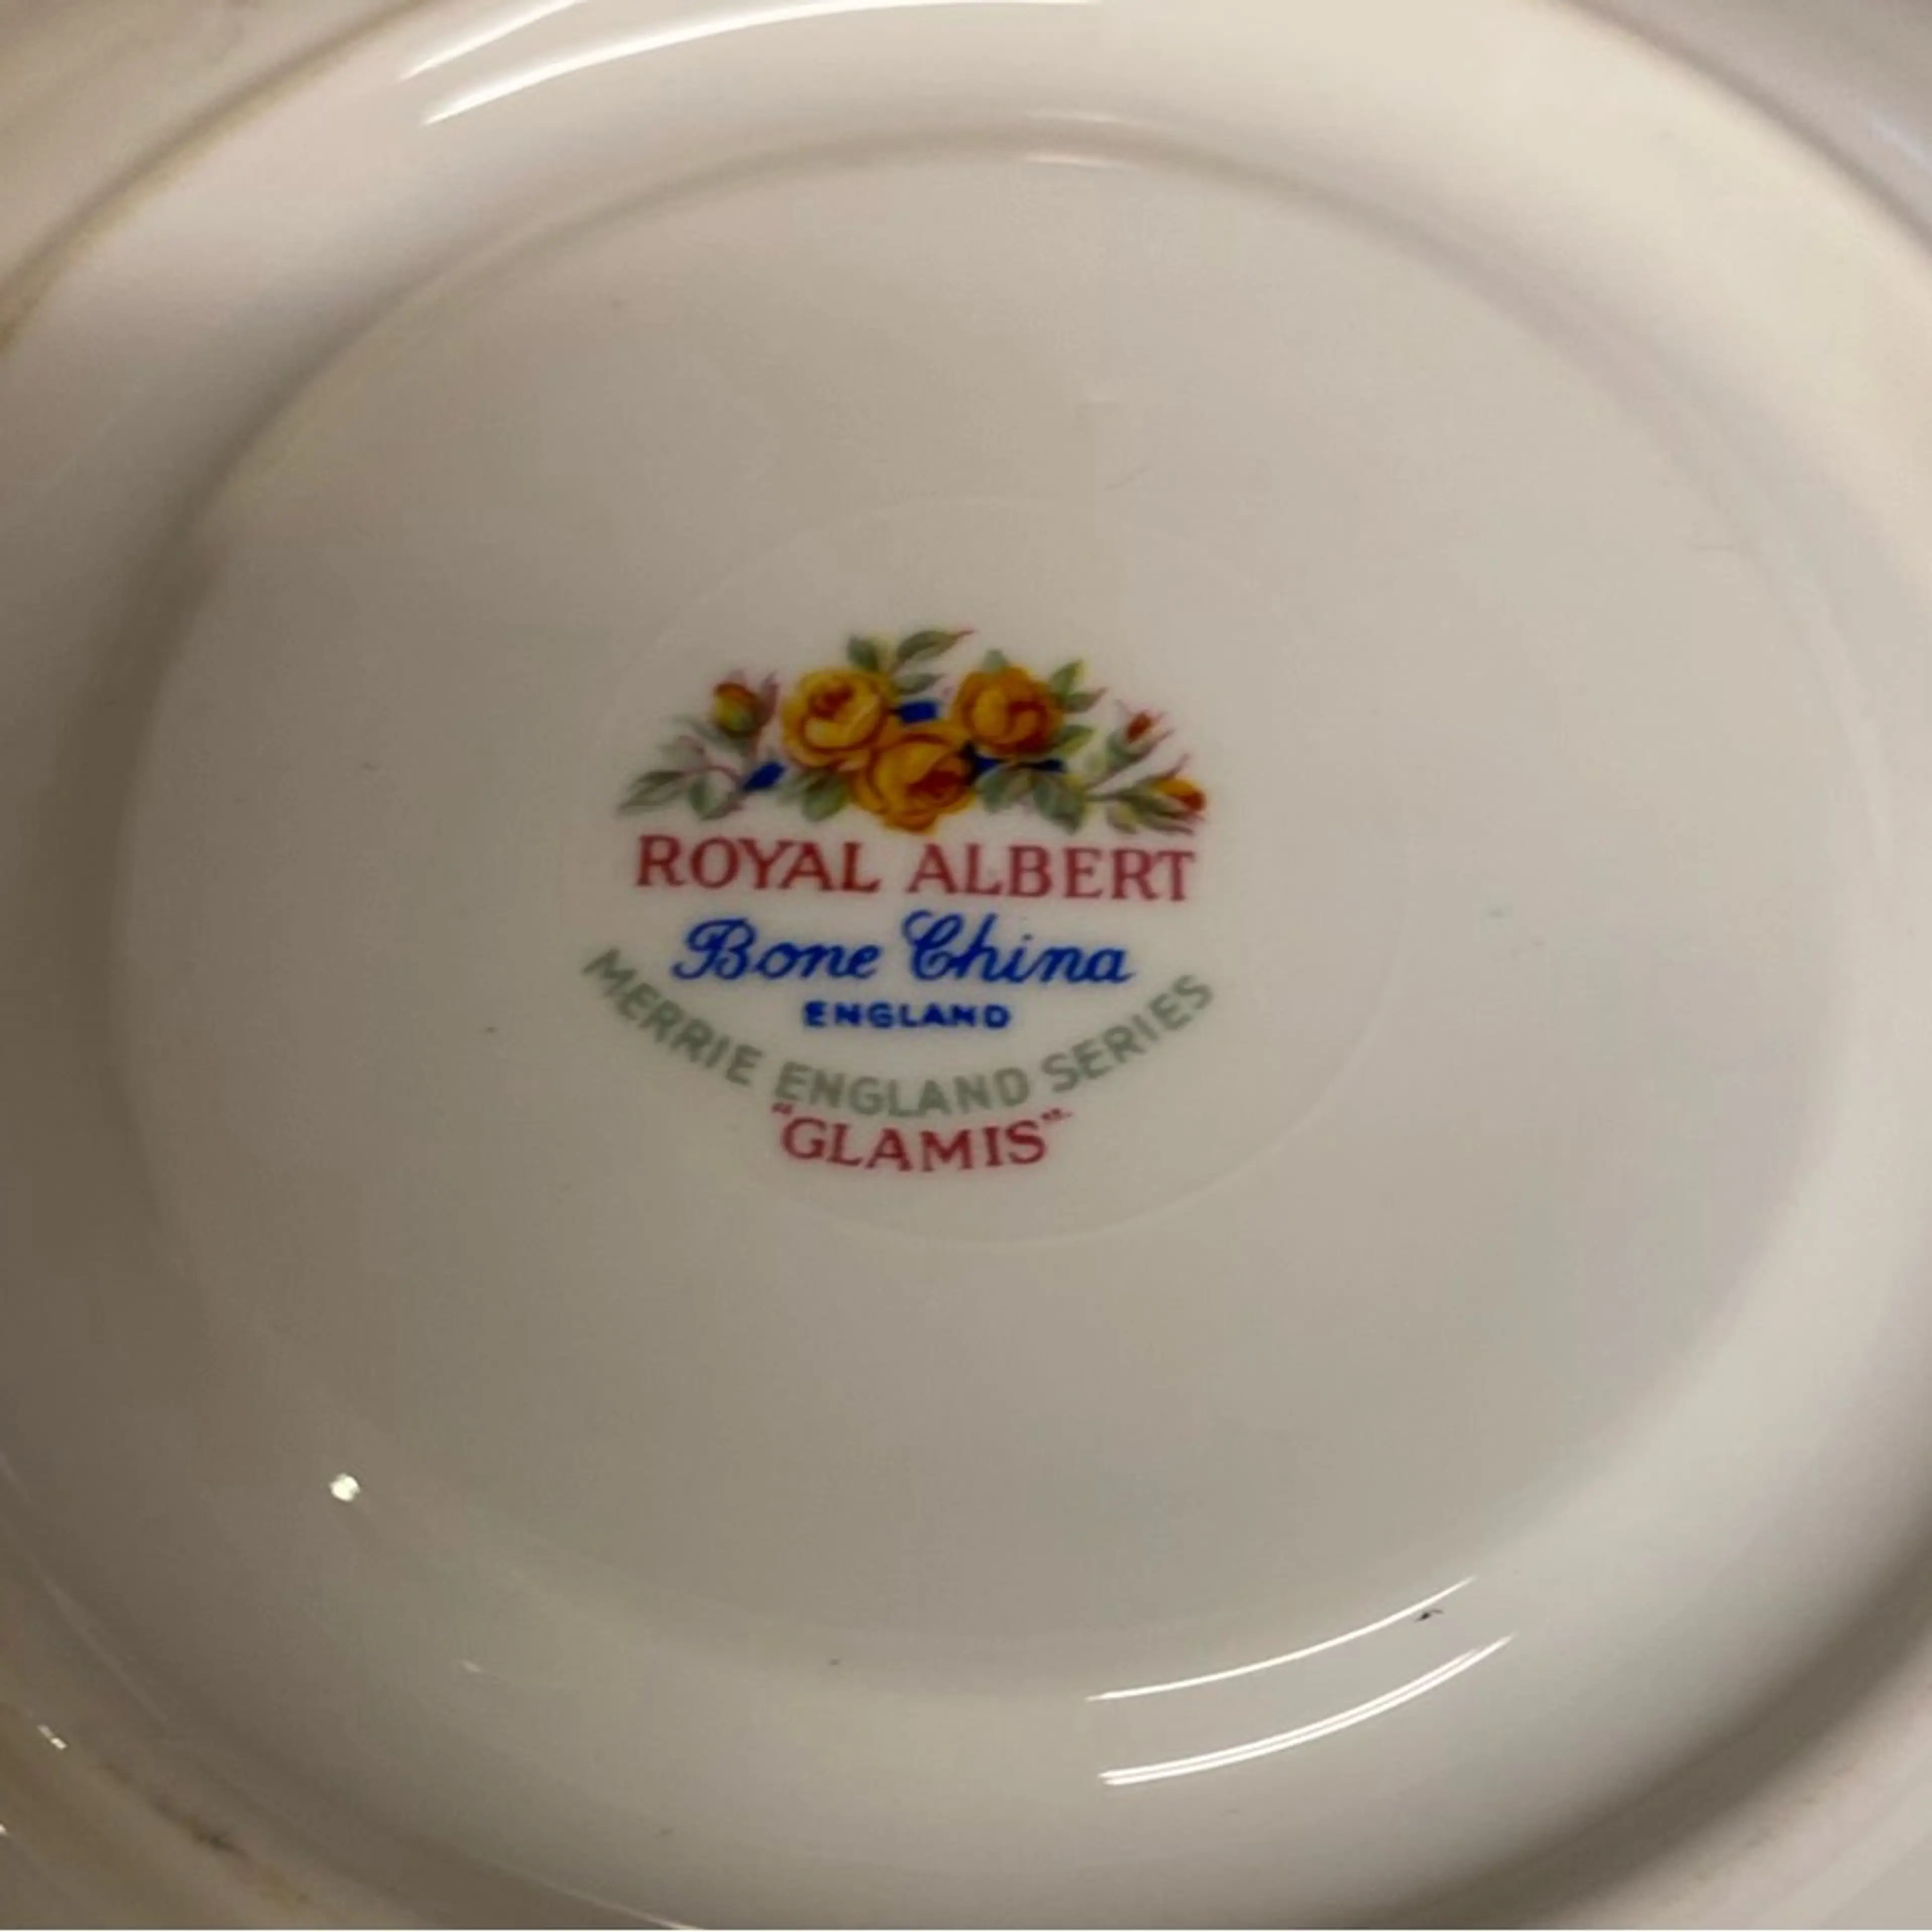 ROYAL ALBERT
Bone China
ENGLAND
MERRIE ENGLAND SERIES
"GLAMIS"